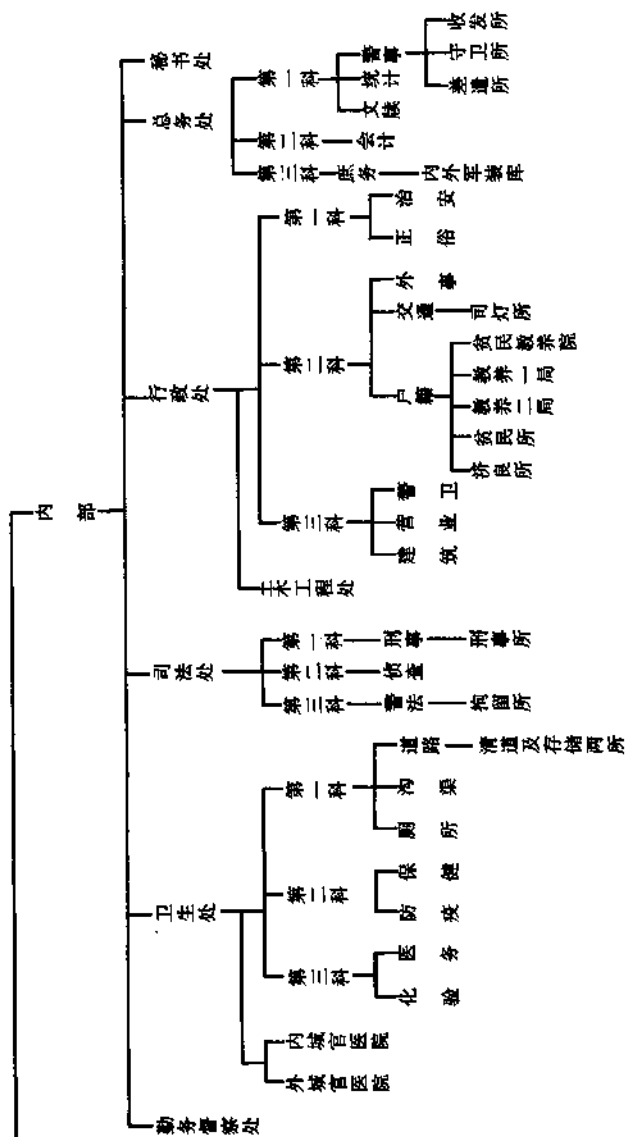 内部
秘书处
总务处
第一科
警事
收发所
守卫所
差遣所
统计
文牍
第二科
会计
第三科
庶务
内外军装库
行政处
第一科
治安
正俗
第二科
外事
交通
司灯所
户籍
贫民教养院
教养一局
教养二局
贫民所
济良所
第三科
警卫
营业
建筑
土木工程处
司法处
第一科
刑事
刑事所
第二科
侦查
第三科
警法
拘留所
卫生处
第一科
道路
清道及存储两所
沟渠
厕所
第二科
保健
防疫
第三科
医务
化验
内城官医院
外城官医院
勤务督察处